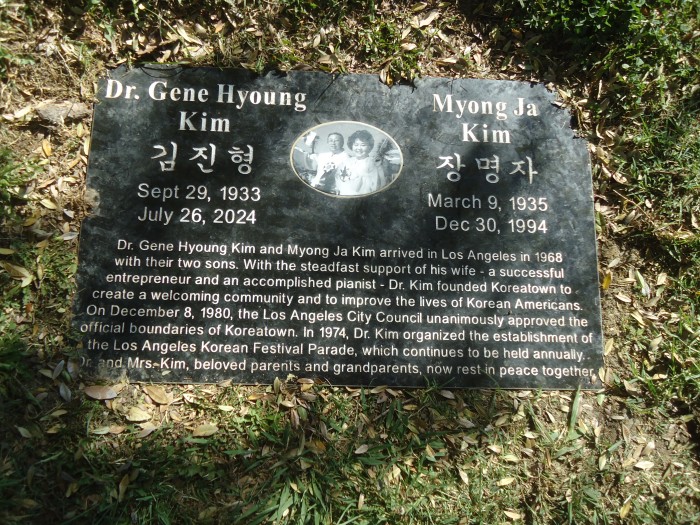 Dr. Gene Hyoung
Kim
김진형
Sept 29, 1933
July 26, 2024
Myong Ja
Kim
장명자
March 9, 1935
Dec 30, 1994
Dr. Gene Hyoung Kim and Myong Ja Kim arrived in Los Angeles in 1968
with their two sons. With the steadfast support of his wife - a successful
entrepreneur and an accomplished pianist - Dr. Kim founded Koreatown to
create a welcoming community and to improve the lives of Korean Americans.
On December 8, 1980, the Los Angeles City Council unanimously approved the
official boundaries of Koreatown. In 1974, Dr. Kim organized the establishment of
the Los Angeles Korean Festival Parade, which continues to be held annually.
Dr. and Mrs. Kim, beloved parents and grandparents, now rest in peace together.